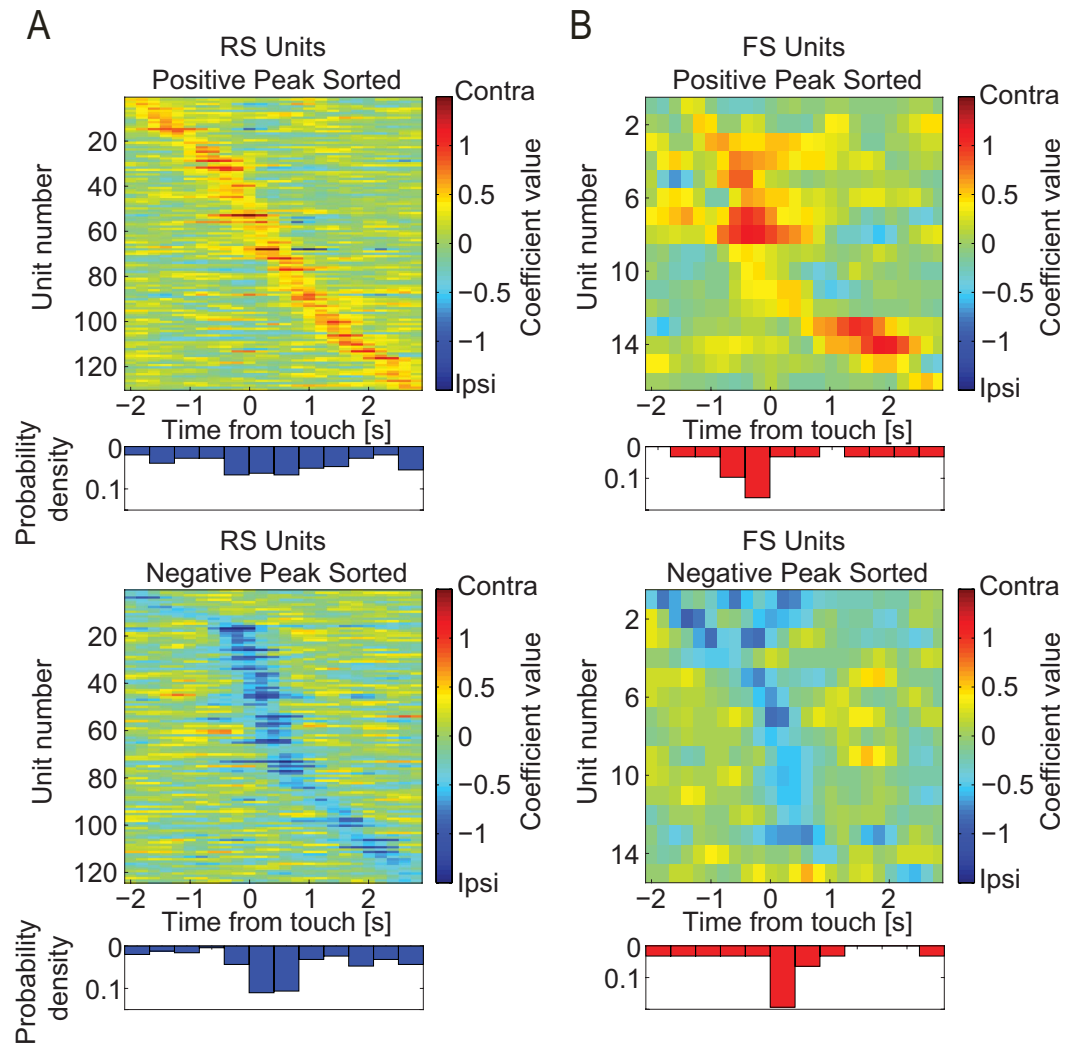 A
RS Units
Positive Peak Sorted
Contra
20
40
60
80
100
120
Unit number
1
0.5
0
−0.5
−1
Coefficient value
Ipsi
−2 −1 0 1 2
Time from touch [s]
0
0.1
Probability
density
RS Units
Negative Peak Sorted
Contra
20
40
60
80
100
120
Unit number
1
0.5
0
−0.5
−1
Coefficient value
Ipsi
−2 −1 0 1 2
Time from touch [s]
0
0.1
Probability
density
B
FS Units
Positive Peak Sorted
Contra
2
6
10
14
Unit number
1
0.5
0
−0.5
−1
Coefficient value
Ipsi
−2 −1 0 1 2
Time from touch [s]
0
0.1
FS Units
Negative Peak Sorted
Contra
2
6
10
14
Unit number
1
0.5
0
−0.5
−1
Coefficient value
Ipsi
−2 −1 0 1 2
Time from touch [s]
0
0.1